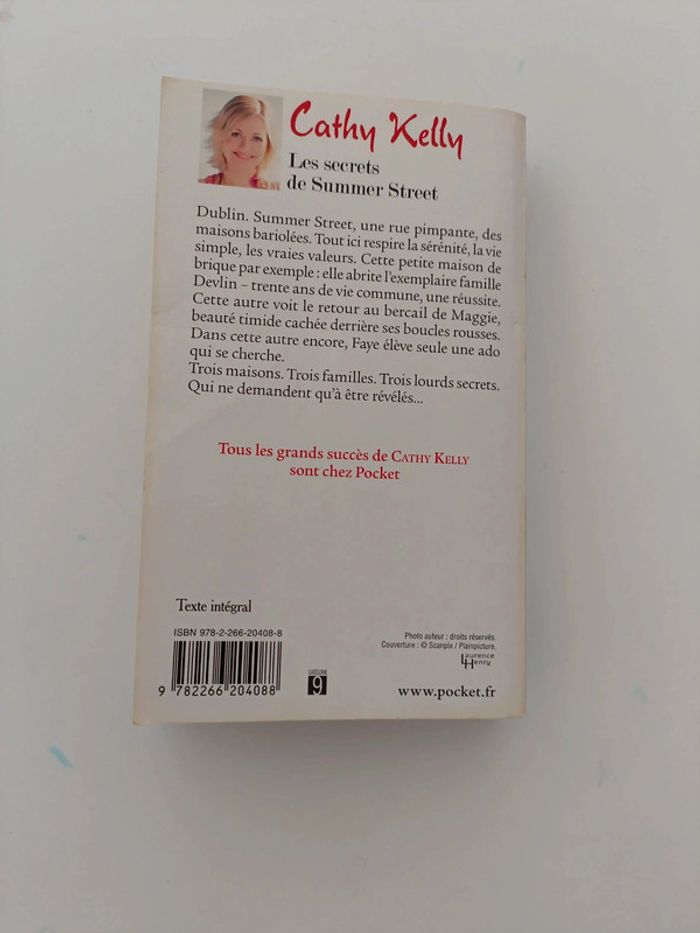 Cathy Kelly
Les secrets
de Summer Street
Dublin. Summer Street, une rue pimpante, des
maisons bariolées. Tout ici respire la sérénité, la vie
simple, les vraies valeurs. Cette petite maison de
brique par exemple : elle abrite l'exemplaire famille
Devlin – trente ans de vie commune, une réussite.
Cette autre voit le retour au bercail de Maggie,
beauté timide cachée derrière ses boucles rousses.
Dans cette autre encore, Faye élève seule une ado
qui se cherche.
Trois maisons. Trois familles. Trois lourds secrets.
Qui ne demandent qu'à être révélés...
Tous les grands succès de CATHY KELLY
sont chez Pocket
Texte intégral
ISBN 978-2-266-20408-8
9 782266 204088
CATÉGORIE
9
Photo auteur : droits réservés.
Couverture : © Scanpix / Plainpicture.
Laurence
Henry
www.pocket.fr